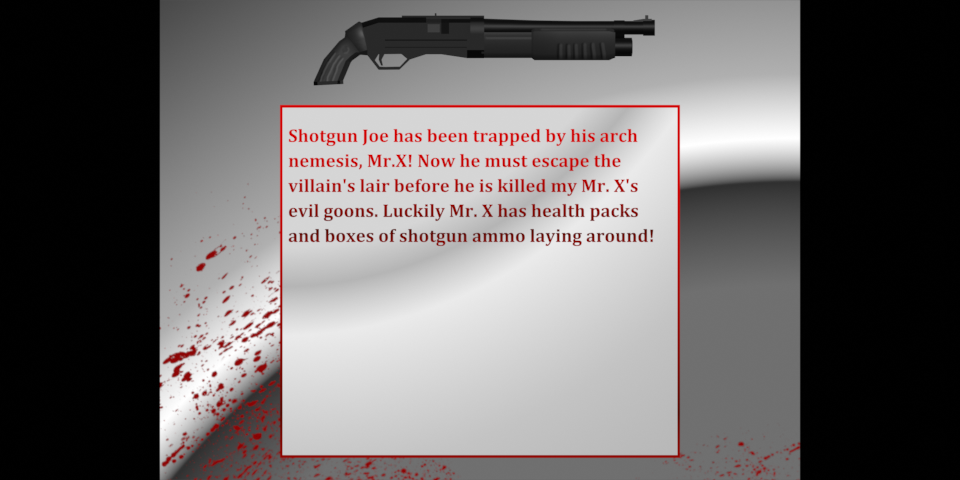 Shotgun Joe has been trapped by his arch
nemesis, Mr.X! Now he must escape the
villain's lair before he is killed my Mr. X's
evil goons. Luckily Mr. X has health packs
and boxes of shotgun ammo laying around!